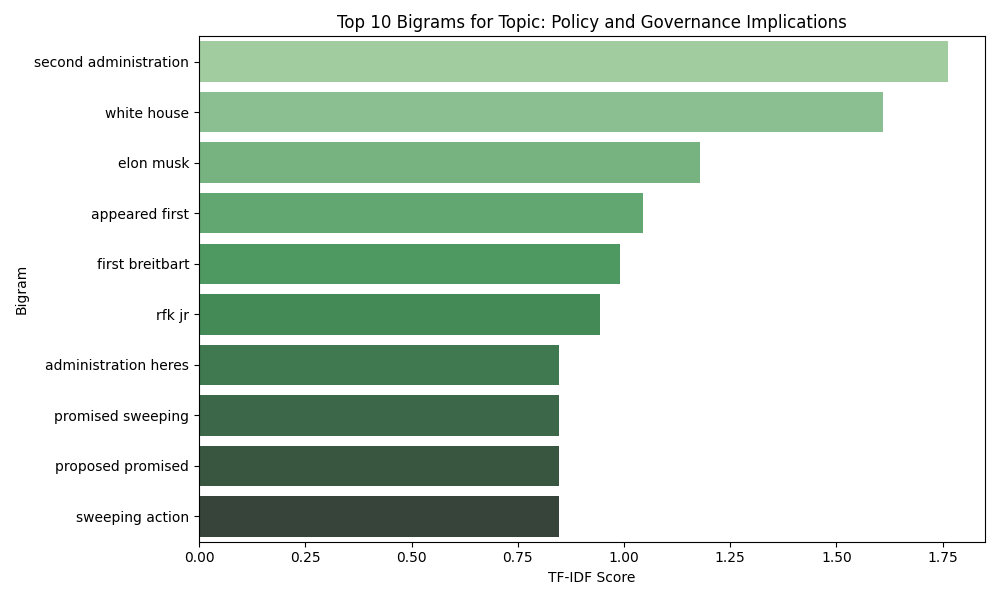 Top 10 Bigrams for Topic: Policy and Governance Implications
second administration
white house
elon musk
appeared first
first breitbart
rfk jr
administration heres
promised sweeping
proposed promised
sweeping action
Bigram
0.00 0.25 0.50 0.75 1.00 1.25 1.50 1.75
TF-IDF Score